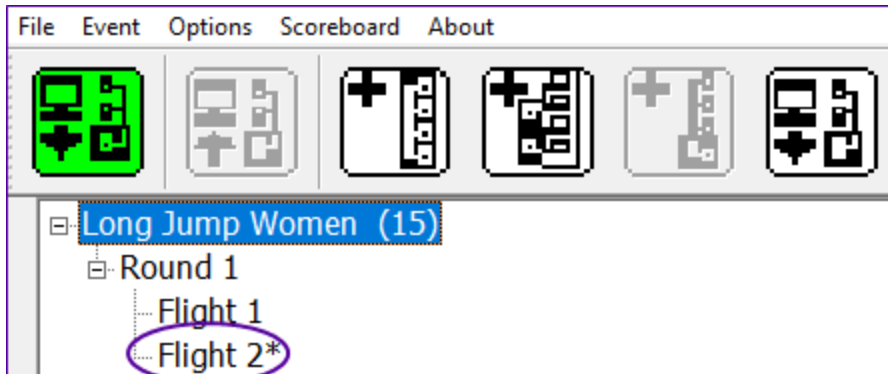 File Event Options Scoreboard About
Long Jump Women (15)
Round 1
Flight 1
Flight 2*